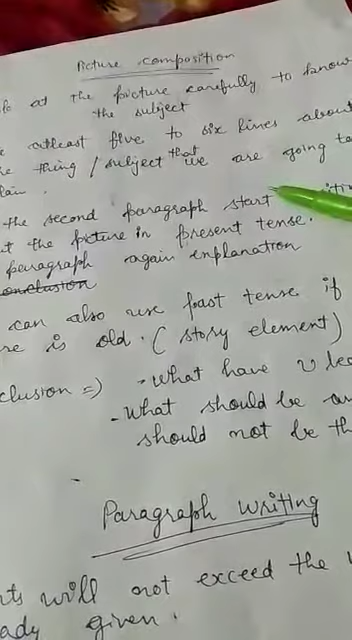 Picture composition
at the picture carefully to know
the subject
atleast five to six lines about
thing / subject that we are going to
the second paragraph start
the picture in present tense.
paragraph again explanation
conclusion
can also use past tense if
is old. (story element)
clusion => • What have u lea
• What should be
should not be th
Paragraph Writing
will not exceed the
given.